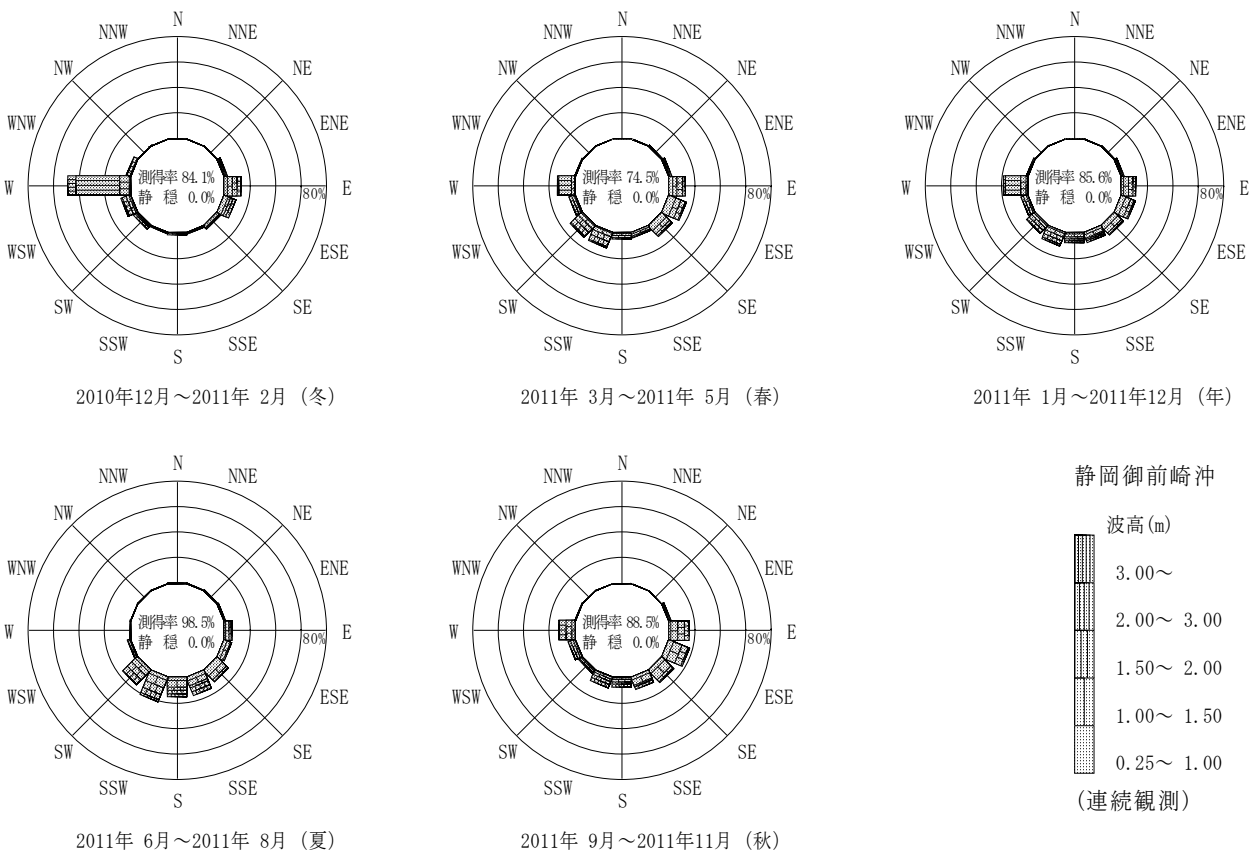 N
NNW
NNE
NW
NE
WNW
ENE
W
測得率 84.1%
静 穏 0.0%
80%
E
WSW
ESE
SW
SE
SSW
SSE
S
2010年12月～2011年 2月 (冬)
N
NNW
NNE
NW
NE
WNW
ENE
W
測得率 74.5%
静 穏 0.0%
80%
E
WSW
ESE
SW
SE
SSW
SSE
S
2011年 3月～2011年 5月 (春)
N
NNW
NNE
NW
NE
WNW
ENE
W
測得率 85.6%
静 穏 0.0%
80%
E
WSW
ESE
SW
SE
SSW
SSE
S
2011年 1月～2011年12月 (年)
N
NNW
NNE
NW
NE
WNW
ENE
W
測得率 98.5%
静 穏 0.0%
80%
E
WSW
ESE
SW
SE
SSW
SSE
S
2011年 6月～2011年 8月 (夏)
N
NNW
NNE
NW
NE
WNW
ENE
W
測得率 88.5%
静 穏 0.0%
80%
E
WSW
ESE
SW
SE
SSW
SSE
S
2011年 9月～2011年11月 (秋)
静岡御前崎沖
波高(m)
3.00～
2.00～ 3.00
1.50～ 2.00
1.00～ 1.50
0.25～ 1.00
(連続観測)